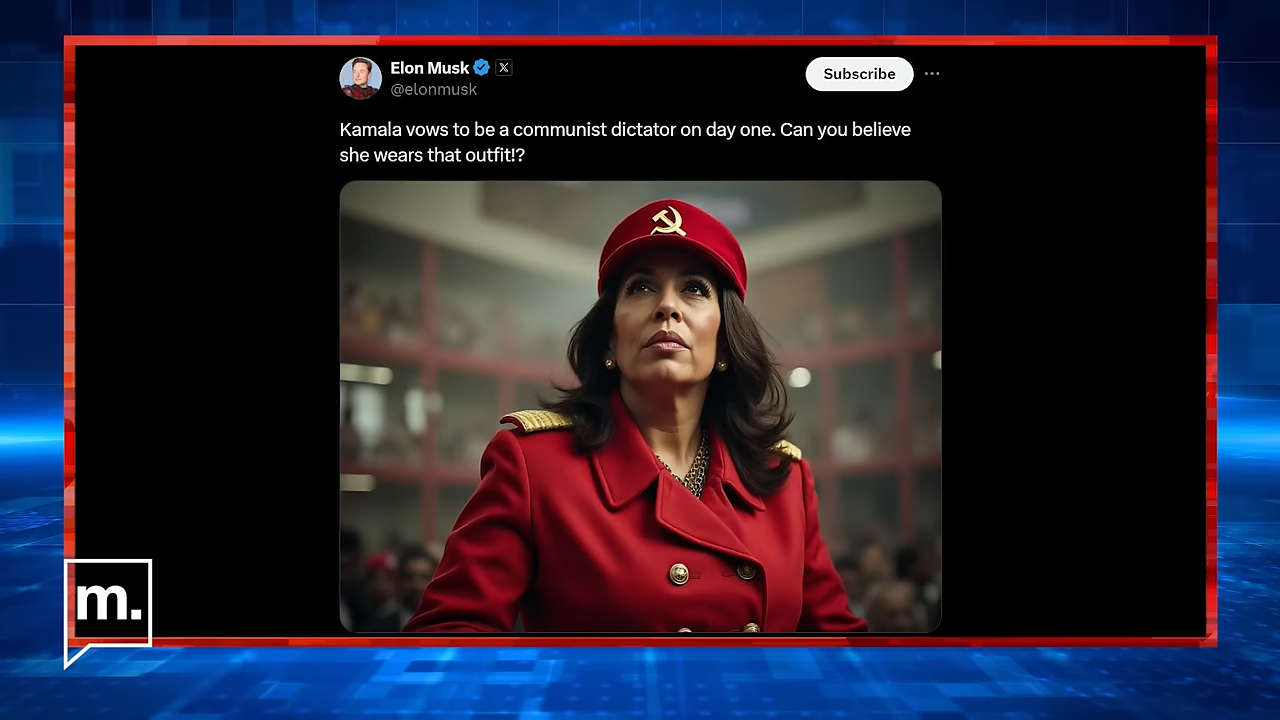 Elon Musk
@elonmusk
Subscribe
Kamala vows to be a communist dictator on day one. Can you believe
she wears that outfit!?
m.